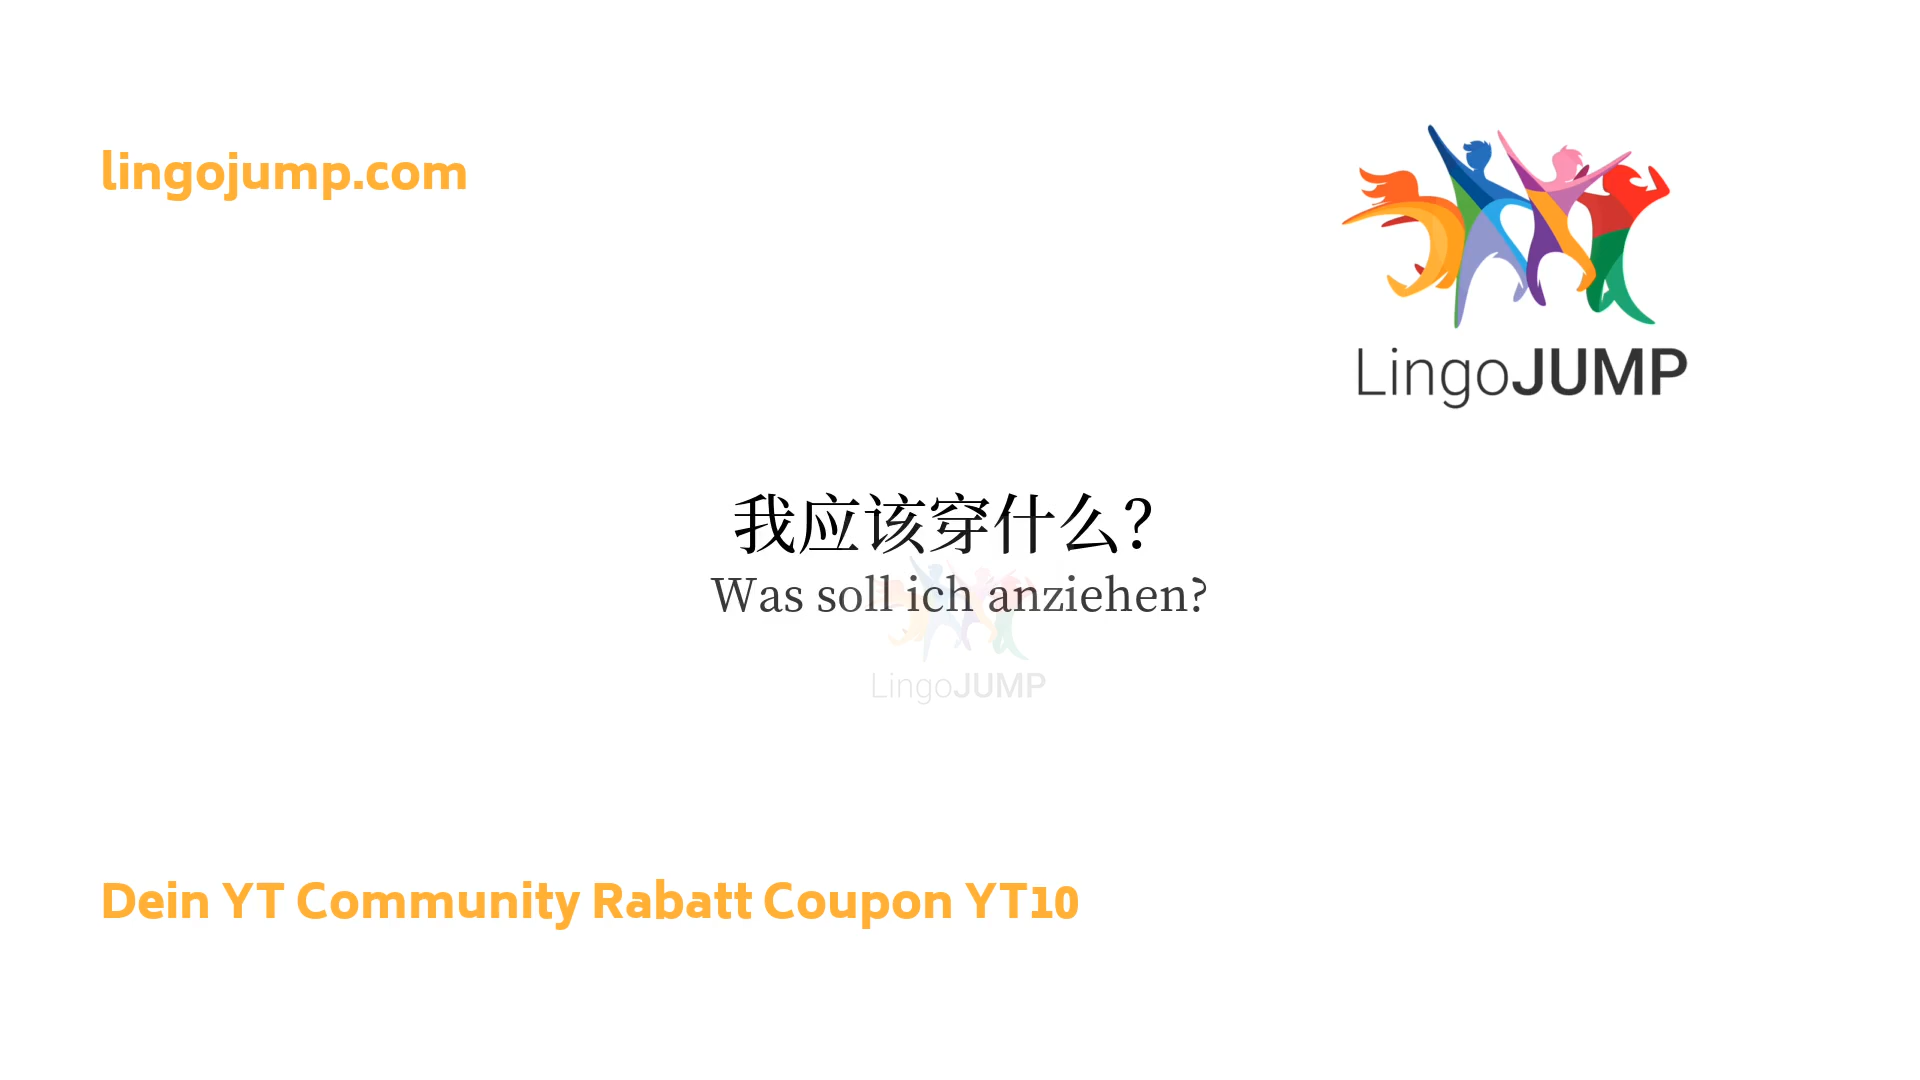 lingojump.com
LingoJUMP
我应该穿什么？
Was soll ich anziehen?
LingoJUMP
Dein YT Community Rabatt Coupon YT10